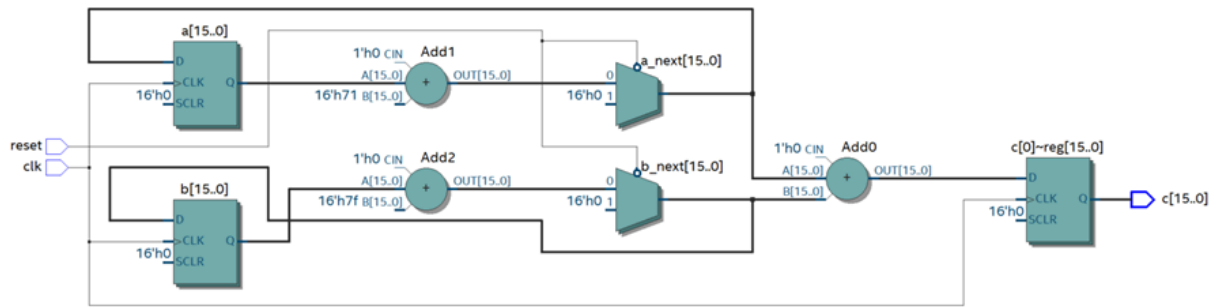 a[15..0]
D
>CLK
16'h0 SCLR
Q
1'h0 CIN
Add1
A[15..0]
16'h71 B[15..0]
+
OUT[15..0]
a_next[15..0]
0
16'h0 1
reset
clk
b[15..0]
D
>CLK
16'h0 SCLR
Q
1'h0 CIN
Add2
A[15..0]
16'h7f B[15..0]
+
OUT[15..0]
b_next[15..0]
0
16'h0 1
1'h0 CIN
Add0
A[15..0]
B[15..0]
+
OUT[15..0]
c[0]~reg[15..0]
D
>CLK
16'h0 SCLR
Q
c[15..0]